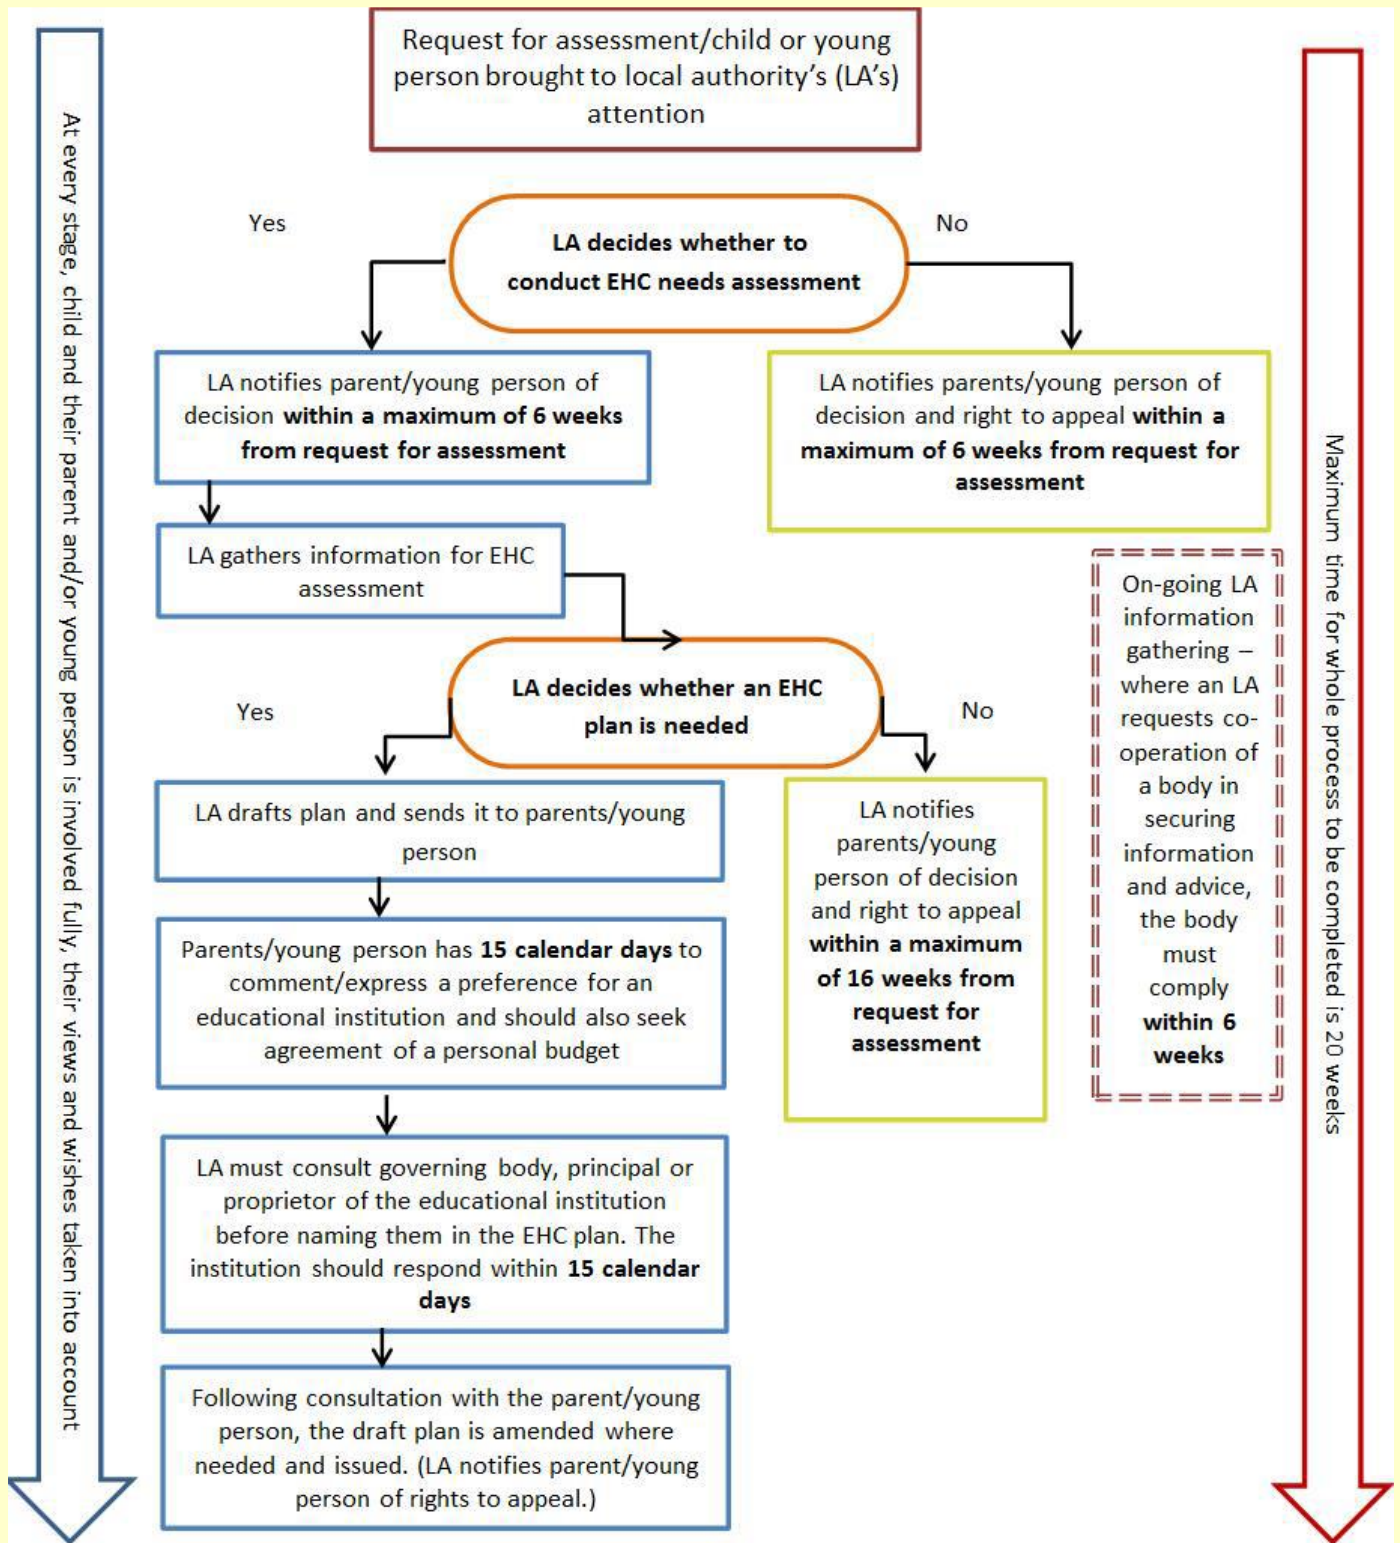 Request for assessment/child or young
person brought to local authority's (LA's)
attention
At every stage, child and their parent and/or young person is involved fully, their views and wishes taken into account
Maximum time for whole process to be completed is 20 weeks
Yes
No
LA decides whether to
conduct EHC needs assessment
LA notifies parent/young person of
decision within a maximum of 6 weeks
from request for assessment
LA notifies parents/young person of
decision and right to appeal within a
maximum of 6 weeks from request for
assessment
LA gathers information for EHC
assessment
On-going LA
information
gathering –
where an LA
requests co-
operation of
a body in
securing
information
and advice,
the body
must
comply
within 6
weeks
LA decides whether an EHC
plan is needed
Yes
No
LA drafts plan and sends it to parents/young
person
LA notifies
parents/young
person of decision
and right to appeal
within a maximum
of 16 weeks from
request for
assessment
Parents/young person has 15 calendar days to
comment/express a preference for an
educational institution and should also seek
agreement of a personal budget
LA must consult governing body, principal or
proprietor of the educational institution
before naming them in the EHC plan. The
institution should respond within 15 calendar
days
Following consultation with the parent/young
person, the draft plan is amended where
needed and issued. (LA notifies parent/young
person of rights to appeal.)